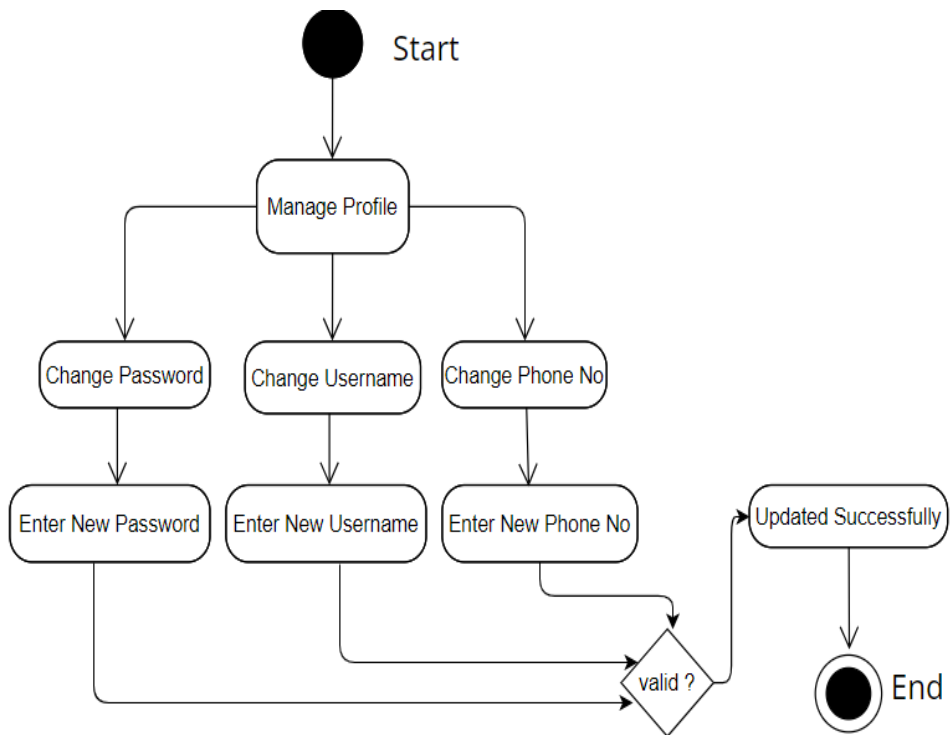 Start
Manage Profile
Change Password
Change Username
Change Phone No
Enter New Password
Enter New Username
Enter New Phone No
Updated Successfully
valid ?
End